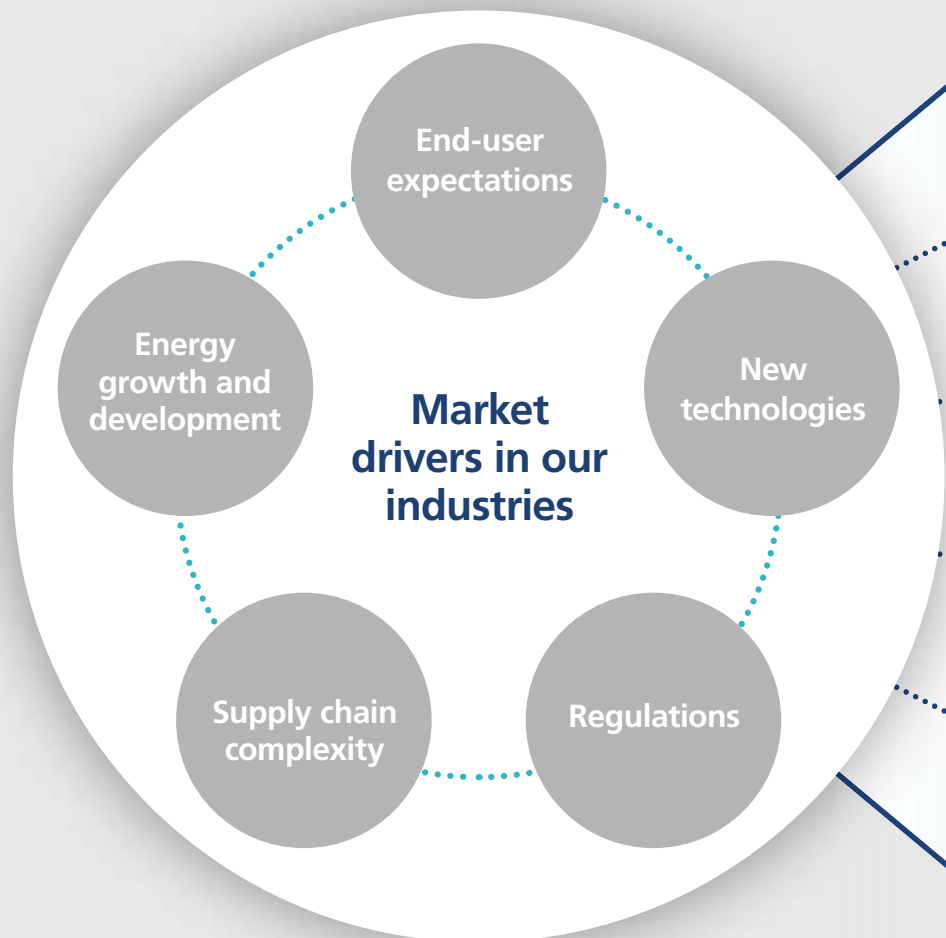 End-user
expectations
Energy
growth and
development
New
technologies
Market
drivers in our
industries
Supply chain
complexity
Regulations